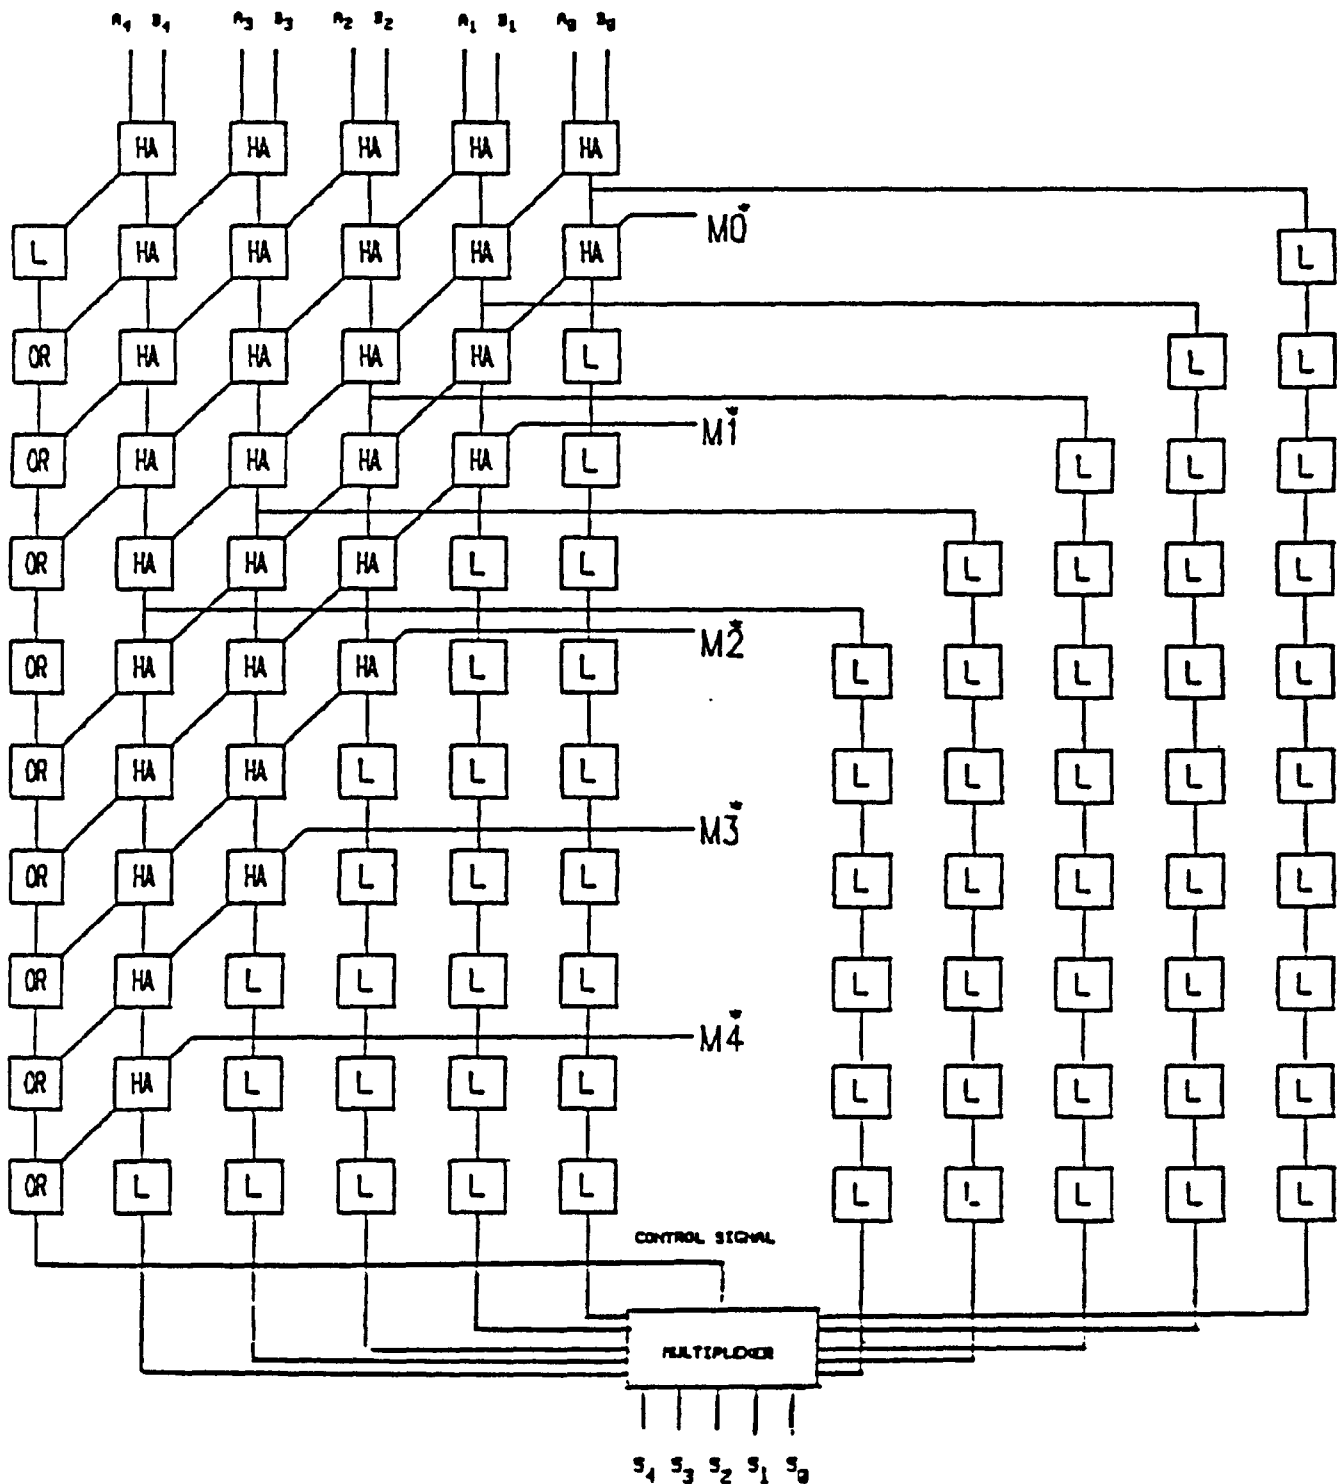 A₄ B₄ A₃ B₃ A₂ B₂ A₁ B₁ A₀ B₀
HA HA HA HA HA
L HA HA HA HA HA M0* L
OR HA HA HA HA L L L
OR HA HA HA HA M1* L L L L
OR HA HA HA L L L L L L
OR HA HA HA M2* L L L L L L L
OR HA HA L L L L L L L L
M3*
OR HA HA L L L L L L L L
OR HA L L L L L L L L L
M4*
OR HA L L L L L L L L L
OR L L L L L L L L L L
CONTROL SIGNAL
MULTIPLEXER
S₄ S₃ S₂ S₁ S₀